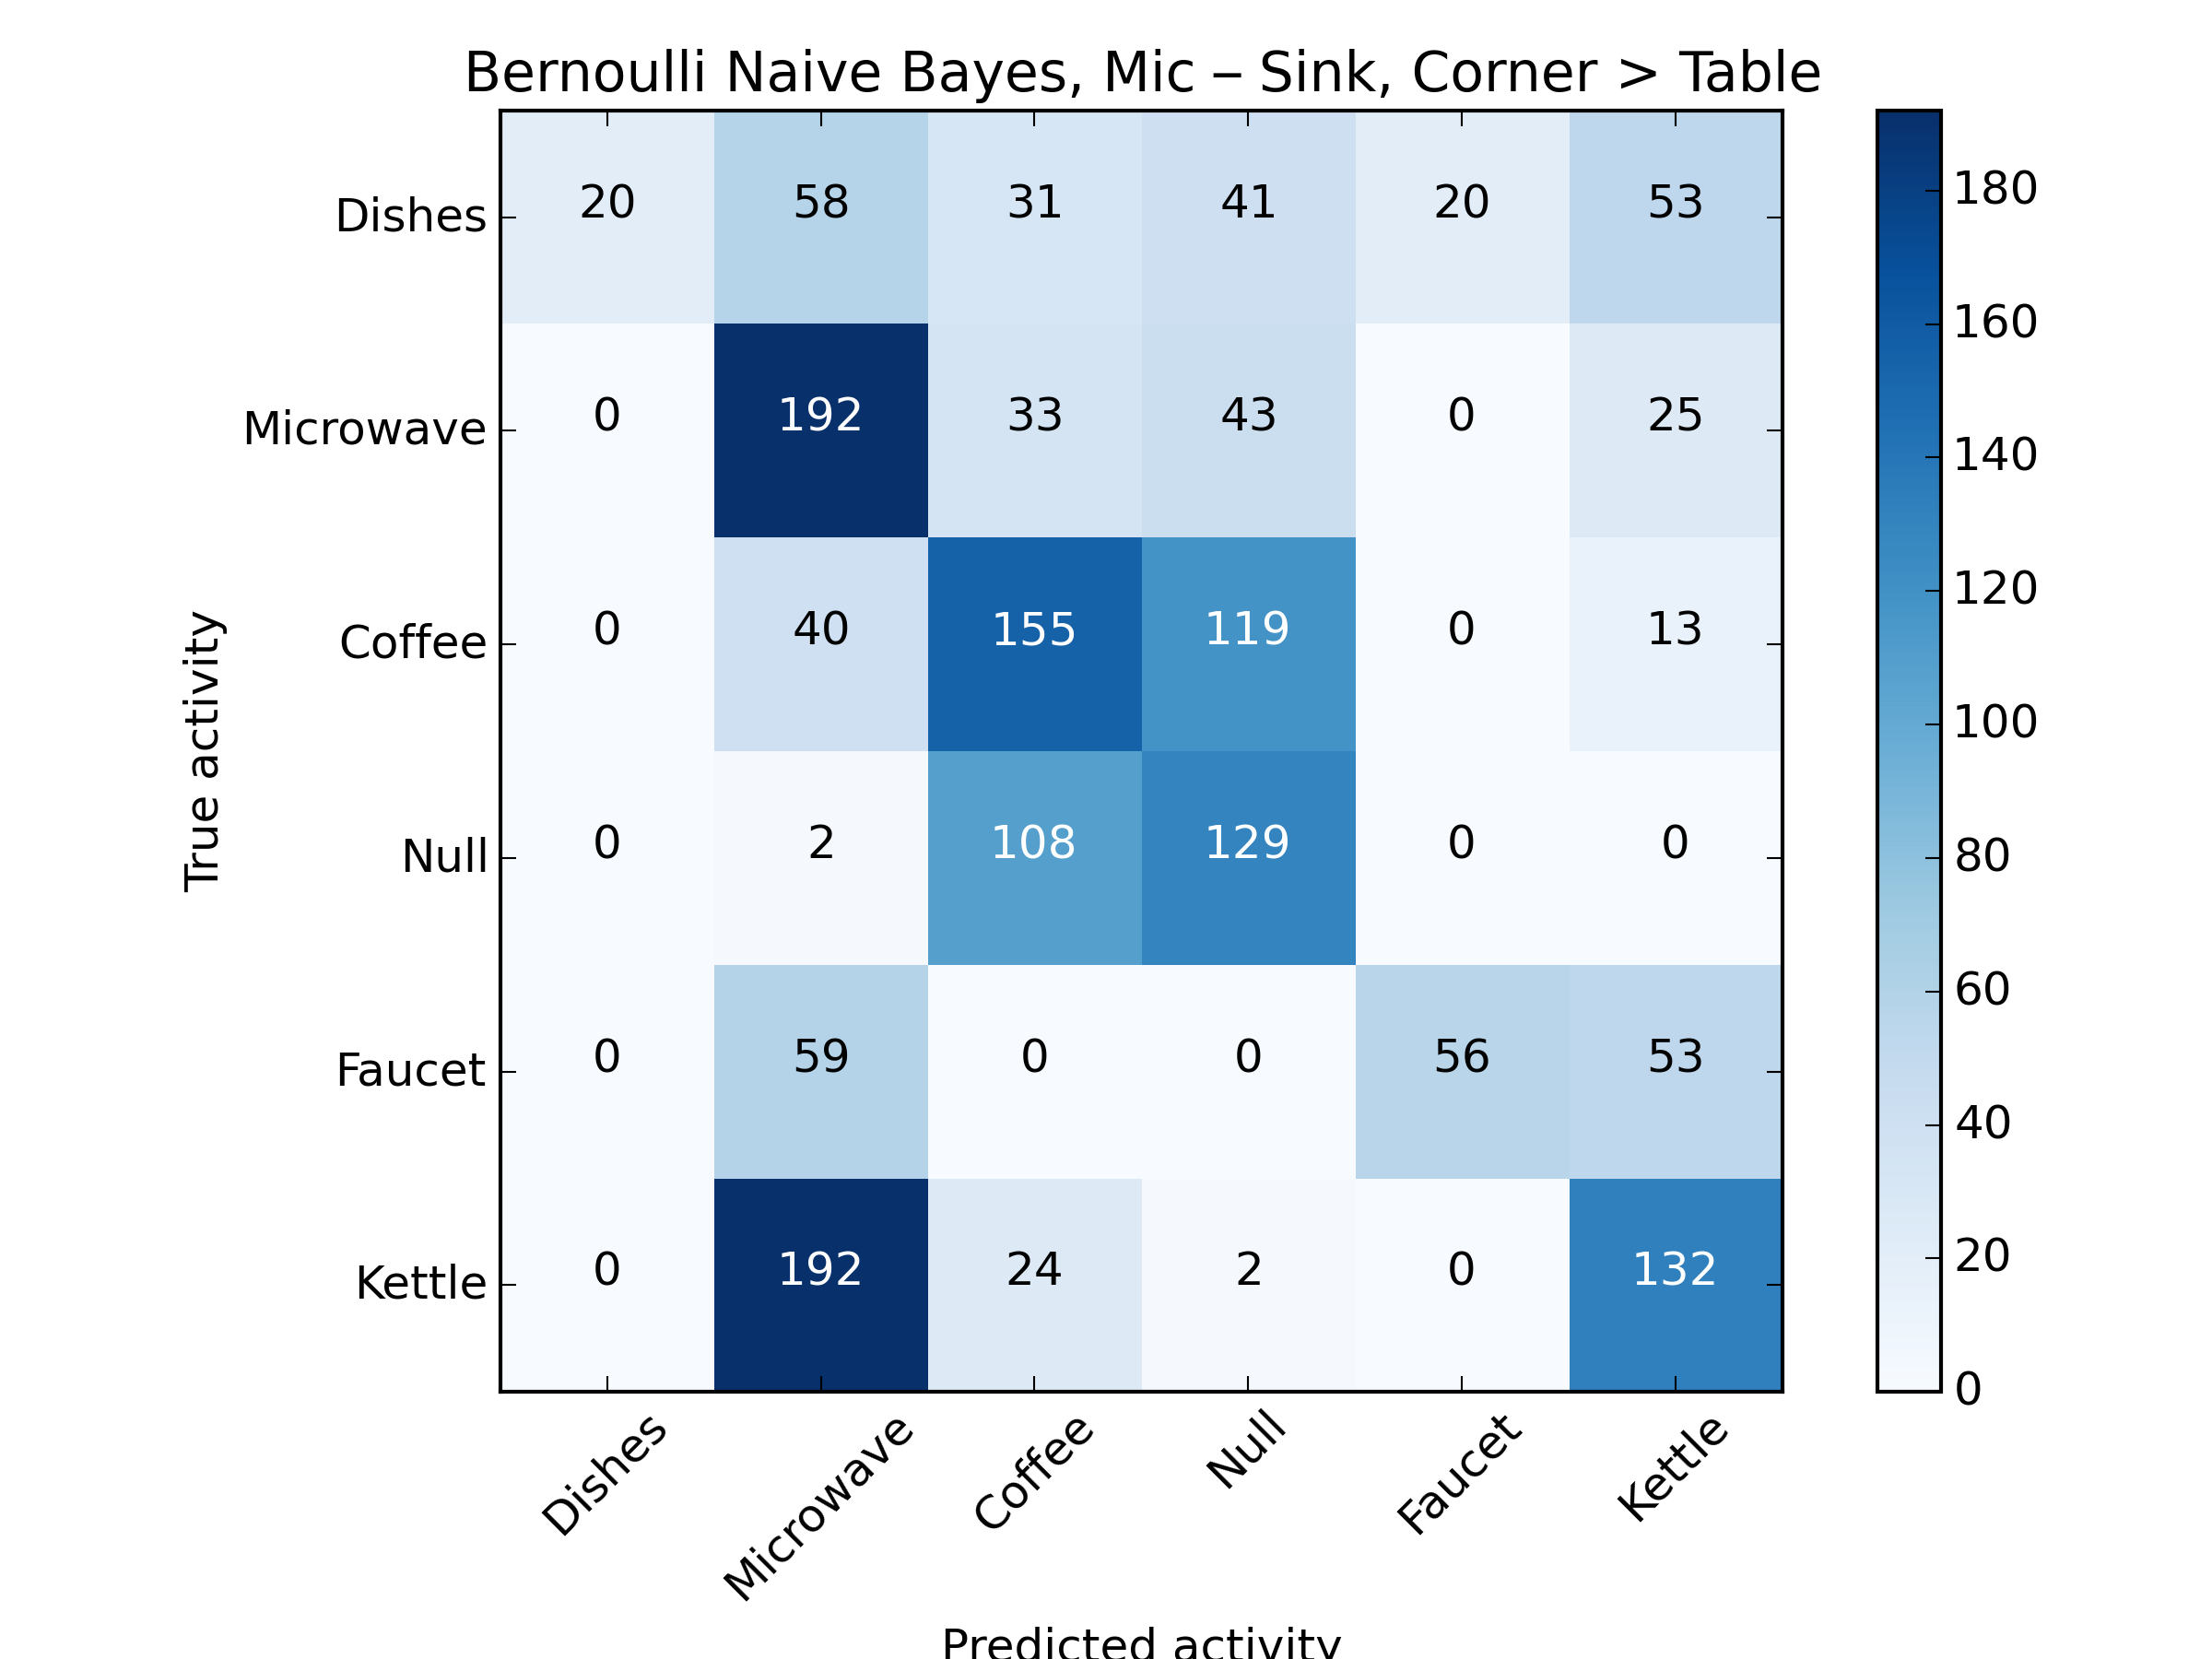 Bernoulli Naive Bayes, Mic – Sink, Corner > Table
Dishes 20 58 31 41 20 53
Microwave 0 192 33 43 0 25
Coffee 0 40 155 119 0 13
Null 0 2 108 129 0 0
Faucet 0 59 0 0 56 53
Kettle 0 192 24 2 0 132
True activity
Dishes Microwave Coffee Null Faucet Kettle
Predicted activity
180
160
140
120
100
80
60
40
20
0